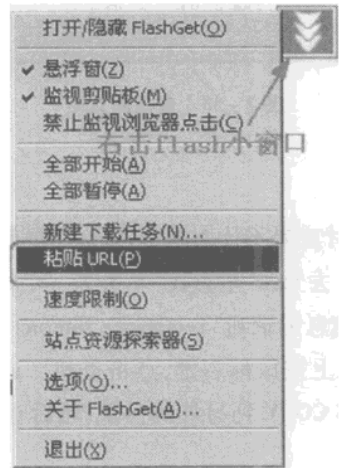 打开/隐藏 FlashGet(O)
悬浮窗(Z)
监视剪贴板(M)
禁止监视浏览器点击(C)
右击flash小窗口
全部开始(A)
全部暂停(A)
新建下载任务(N)...
粘贴 URL(P)
速度限制(O)
站点资源探索器(S)
选项(O)...
关于 FlashGet(A)...
退出(X)